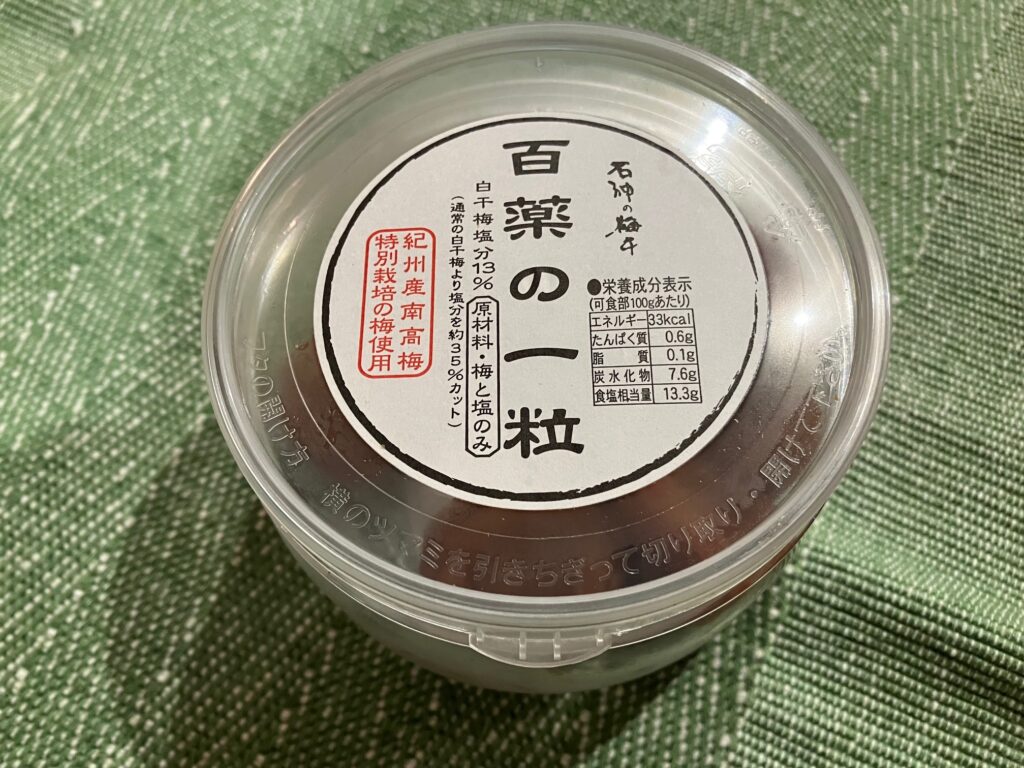 石神の梅干
百薬の一粒
白干梅塩分13%
原材料・梅と塩のみ
(通常の白干梅より塩分を約35%カット)
紀州産南高梅
特別栽培の梅使用
●栄養成分表示
(可食部100gあたり)
エネルギー 33kcal
たんぱく質 0.6g
脂質 0.1g
炭水化物 7.6g
食塩相当量 13.3g
フタの開け方
横のツマミを引きちぎって切り取り・開けて下さい